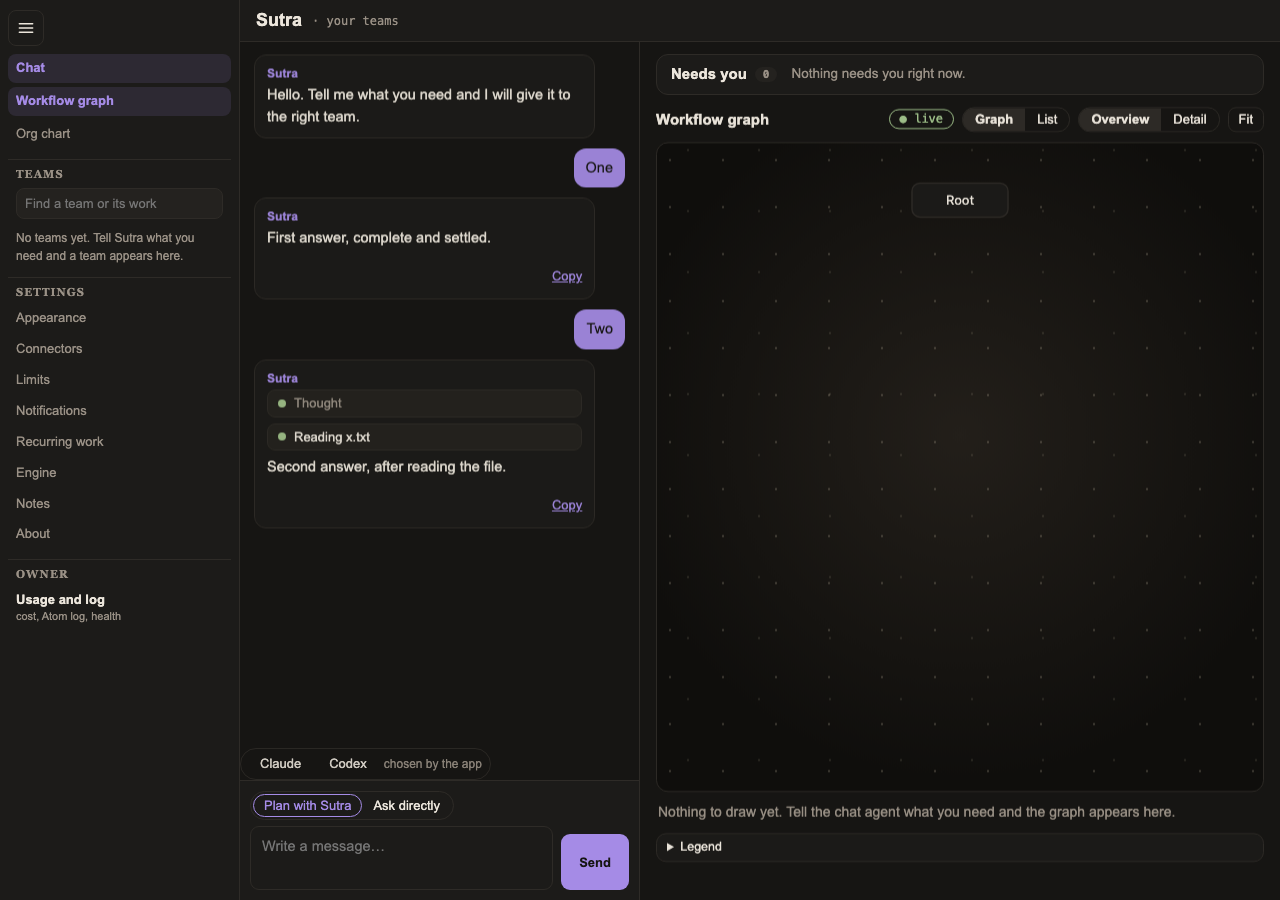 Chat
Workflow graph
Org chart
TEAMS
Find a team or its work
No teams yet. Tell Sutra what you
need and a team appears here.
SETTINGS
Appearance
Connectors
Limits
Notifications
Recurring work
Engine
Notes
About
OWNER
Usage and log
cost, Atom log, health
Sutra · your teams
Sutra
Hello. Tell me what you need and I will give it to
the right team.
One
Sutra
First answer, complete and settled.
Copy
Two
Sutra
Thought
Reading x.txt
Second answer, after reading the file.
Copy
Claude Codex chosen by the app
Plan with Sutra Ask directly
Write a message…
Send
Needs you 0 Nothing needs you right now.
Workflow graph live Graph List Overview Detail Fit
Root
Nothing to draw yet. Tell the chat agent what you need and the graph appears here.
Legend